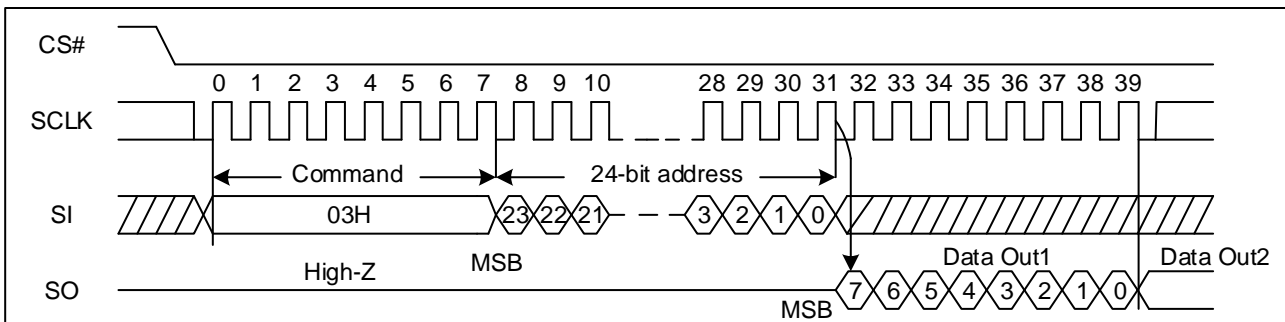 CS#
0 1 2 3 4 5 6 7 8 9 10 28 29 30 31 32 33 34 35 36 37 38 39
SCLK
Command 24-bit address
SI 03H 23 22 21 3 2 1 0
High-Z MSB Data Out1 Data Out2
SO MSB 7 6 5 4 3 2 1 0